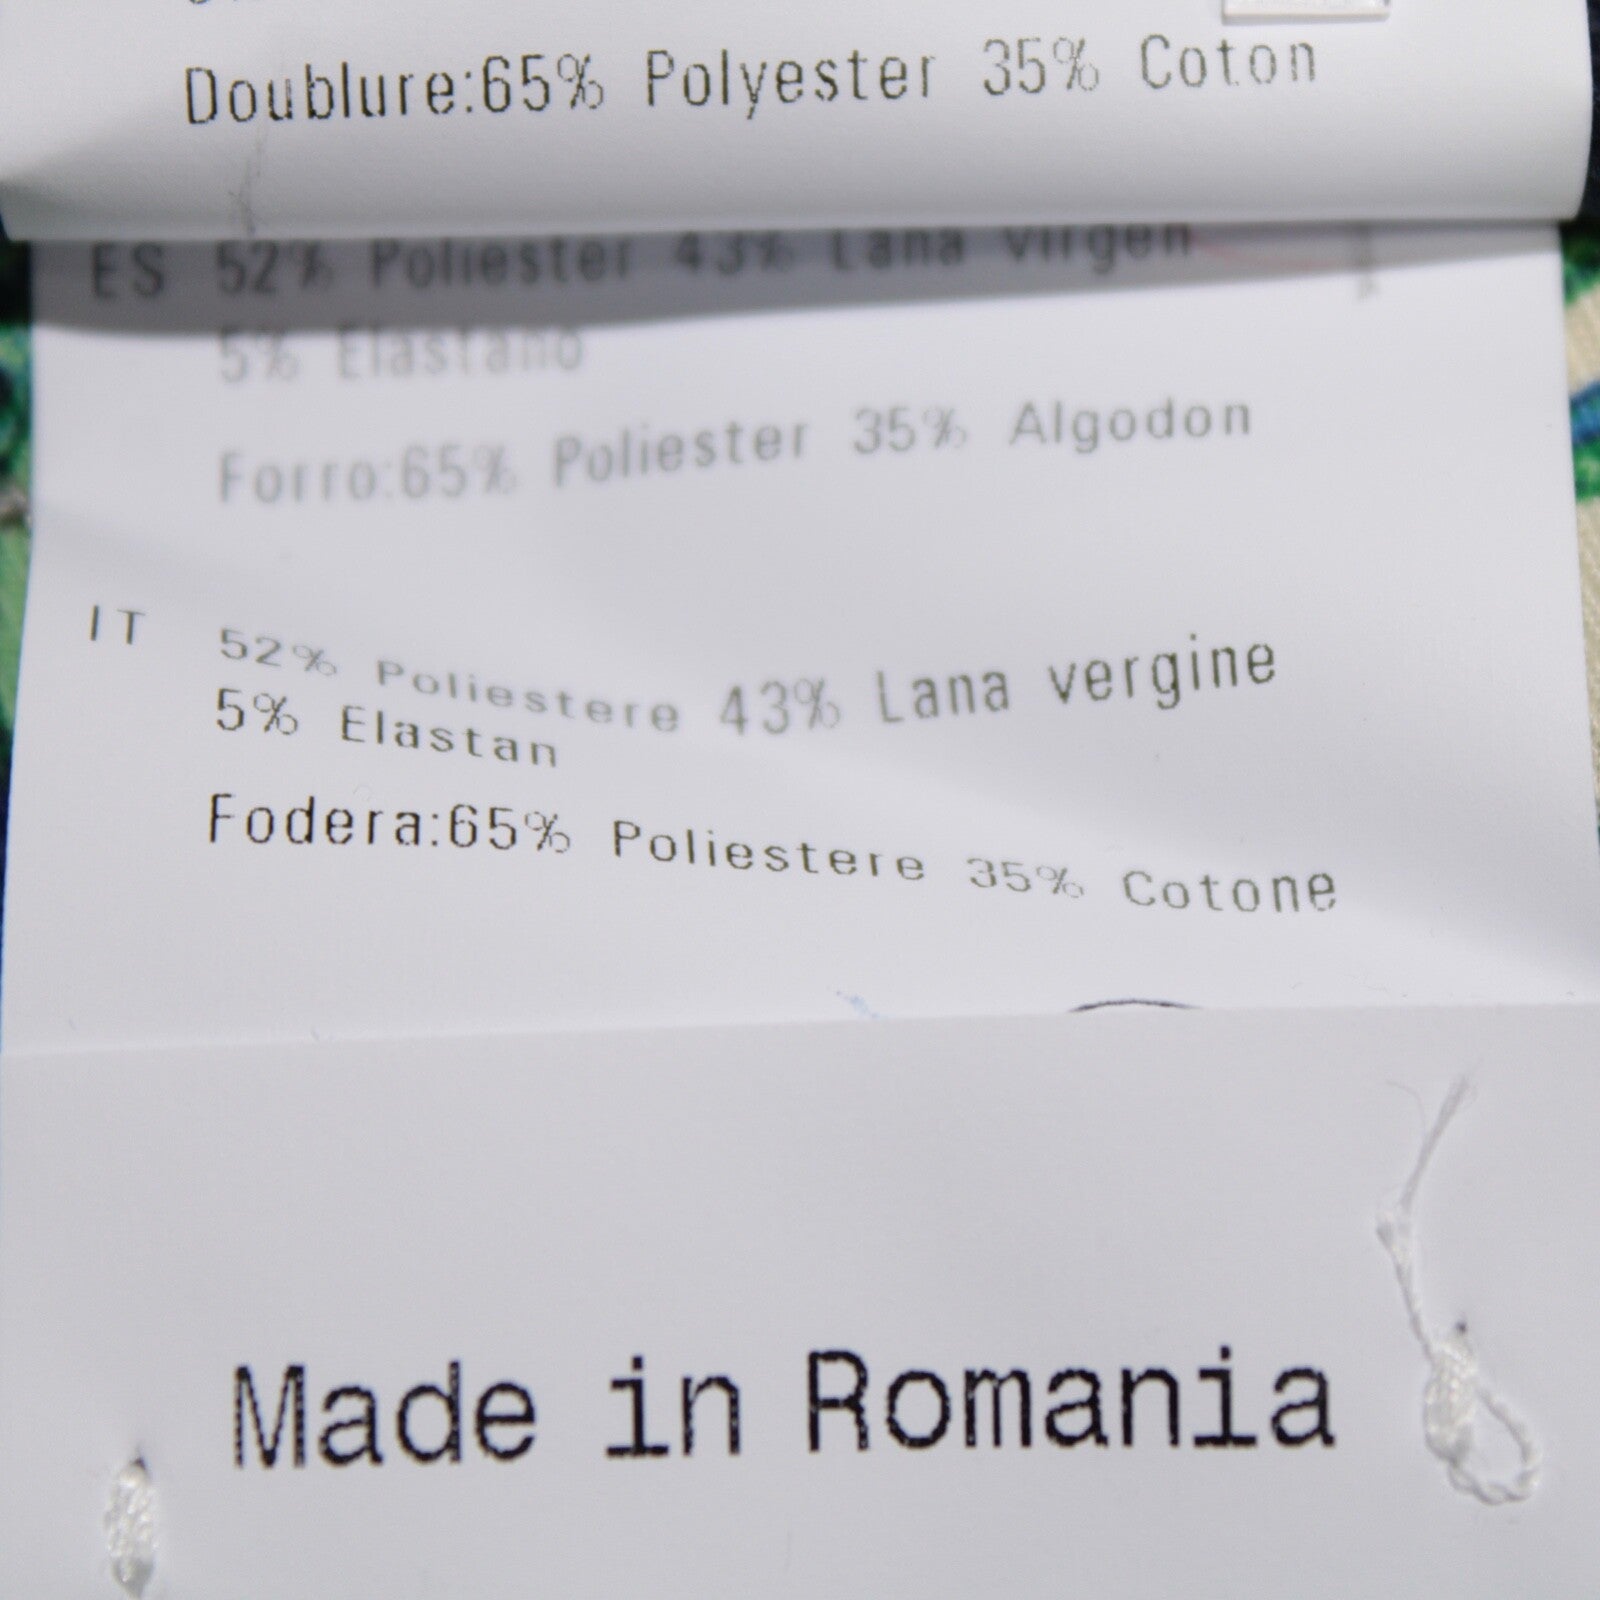 Doublure:65% Polyester 35% Coton
ES 52% Poliester 43% Lana virgen
5% Elastano
Forro:65% Poliester 35% Algodon
IT 52% Poliestere 43% Lana vergine
5% Elastan
Fodera:65% Poliestere 35% Cotone
Made in Romania